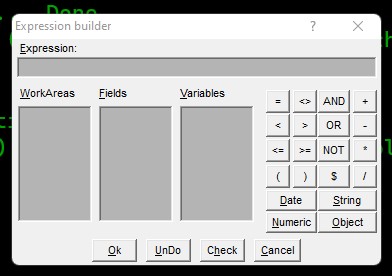 Done
Expression builder ? ×
Expression:
WorkAreas Fields Variables
= <> AND +
< > OR -
<= >= NOT *
( ) $ /
Date String
Numeric Object
Ok UnDo Check Cancel